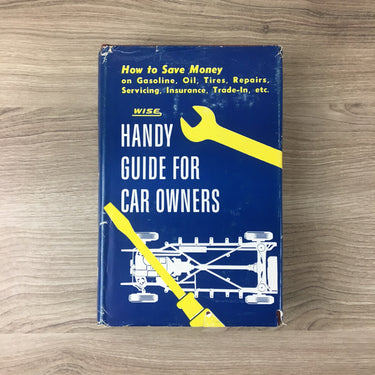 How to Save Money
on Gasoline, Oil, Tires, Repairs,
Servicing, Insurance, Trade-In, etc.
WISE
HANDY
GUIDE FOR
CAR OWNERS